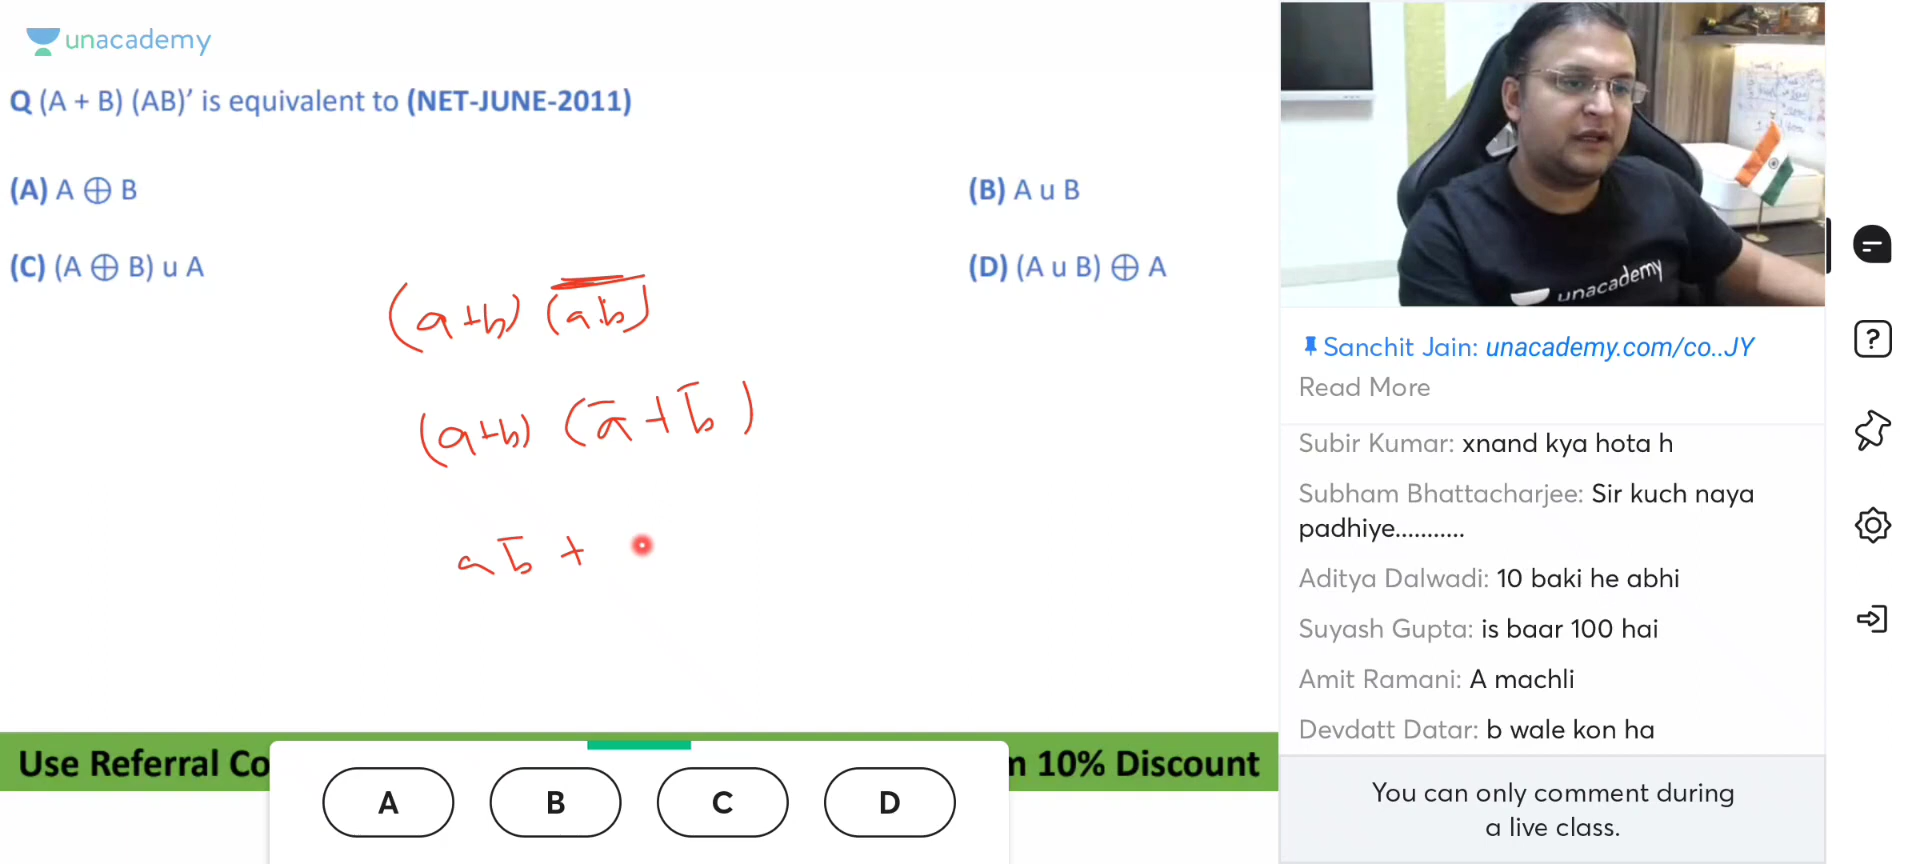 unacademy
Q (A + B) (AB)’ is equivalent to (NET-JUNE-2011)
(A) A ⊕ B
(B) A u B
(C) (A ⊕ B) u A
(D) (A u B) ⊕ A
(a+b) (a.b)̅
(a+b) (a̅ + b̅)
a b̅ +
Use Referral Co
n 10% Discount
A
B
C
D
unacademy
Sanchit Jain: unacademy.com/co..JY
Read More
Subir Kumar: xnand kya hota h
Subham Bhattacharjee: Sir kuch naya
padhiye...........
Aditya Dalwadi: 10 baki he abhi
Suyash Gupta: is baar 100 hai
Amit Ramani: A machli
Devdatt Datar: b wale kon ha
You can only comment during
a live class.